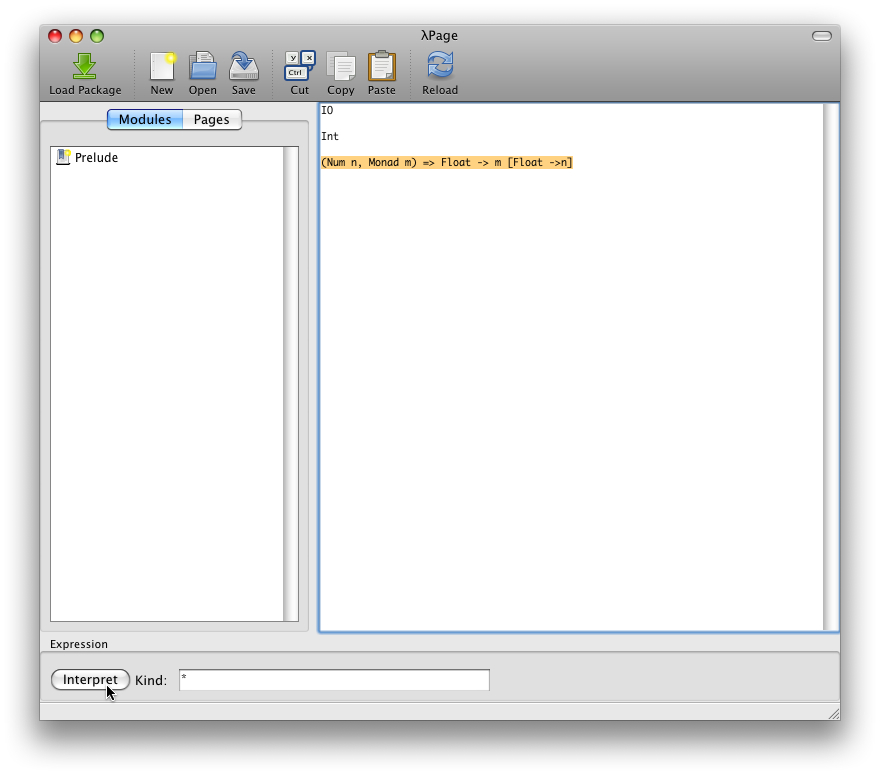 λPage
Load Package New Open Save Cut Copy Paste Reload
y x
Ctrl
Modules Pages
Prelude
IO
Int
(Num n, Monad m) => Float -> m [Float ->n]
Expression
Interpret Kind: *